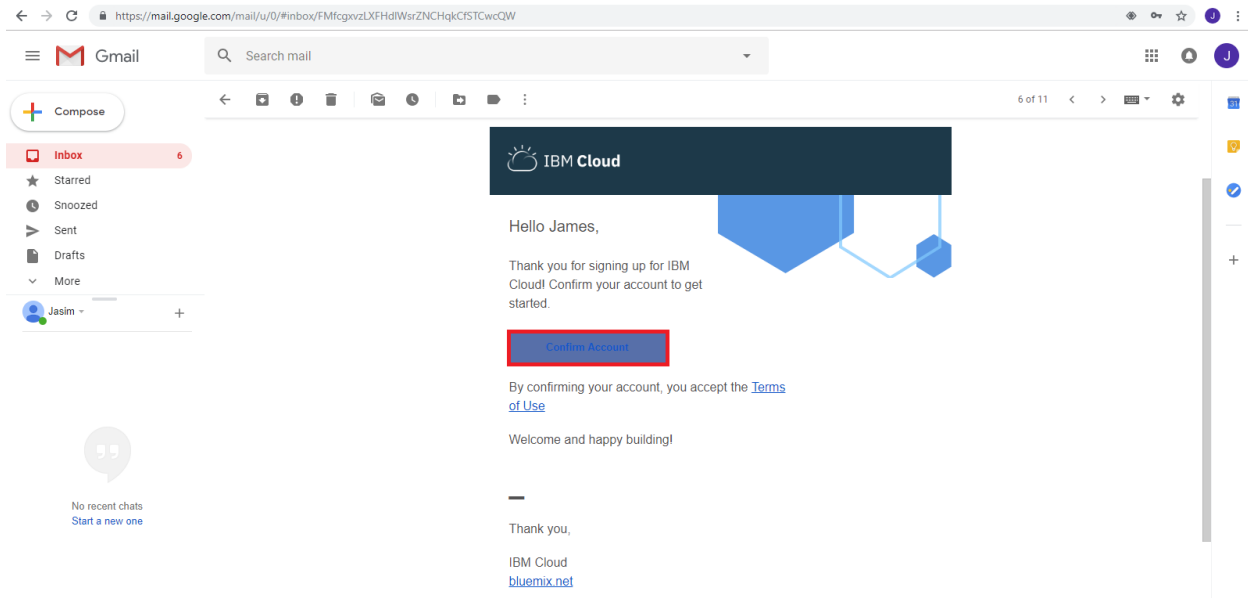 https://mail.google.com/mail/u/0/#inbox/FMfcgxvzLXFHdlWsrZNCHqkCfSTCwcQW
J
Gmail
Search mail
J
Compose
6 of 11
31
Inbox 6
Starred
Snoozed
Sent
Drafts
More
Jasim
No recent chats
Start a new one
IBM Cloud
Hello James,
Thank you for signing up for IBM
Cloud! Confirm your account to get
started.
Confirm Account
By confirming your account, you accept the Terms
of Use
Welcome and happy building!
Thank you,
IBM Cloud
bluemix.net